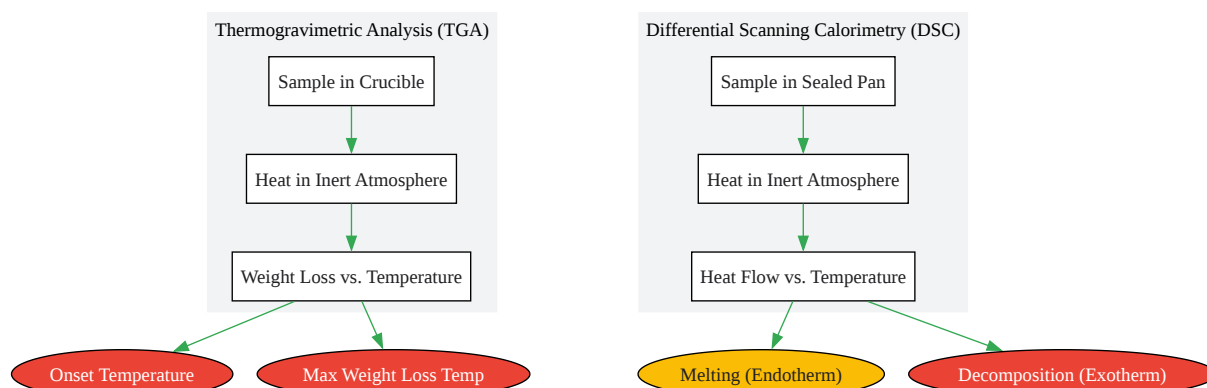 Thermogravimetric Analysis (TGA)
Sample in Crucible
Heat in Inert Atmosphere
Weight Loss vs. Temperature
Onset Temperature
Max Weight Loss Temp
Differential Scanning Calorimetry (DSC)
Sample in Sealed Pan
Heat in Inert Atmosphere
Heat Flow vs. Temperature
Melting (Endotherm)
Decomposition (Exotherm)